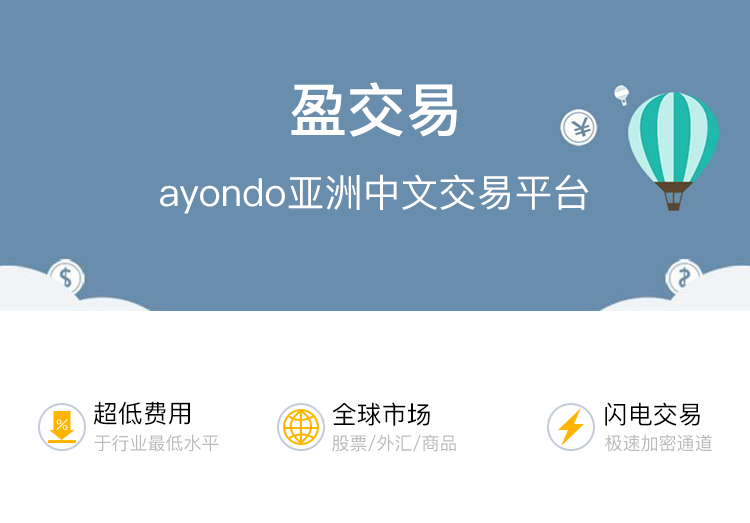 盈交易
ayondo亚洲中文交易平台
¥
$
%
超低费用
于行业最低水平
全球市场
股票/外汇/商品
闪电交易
极速加密通道